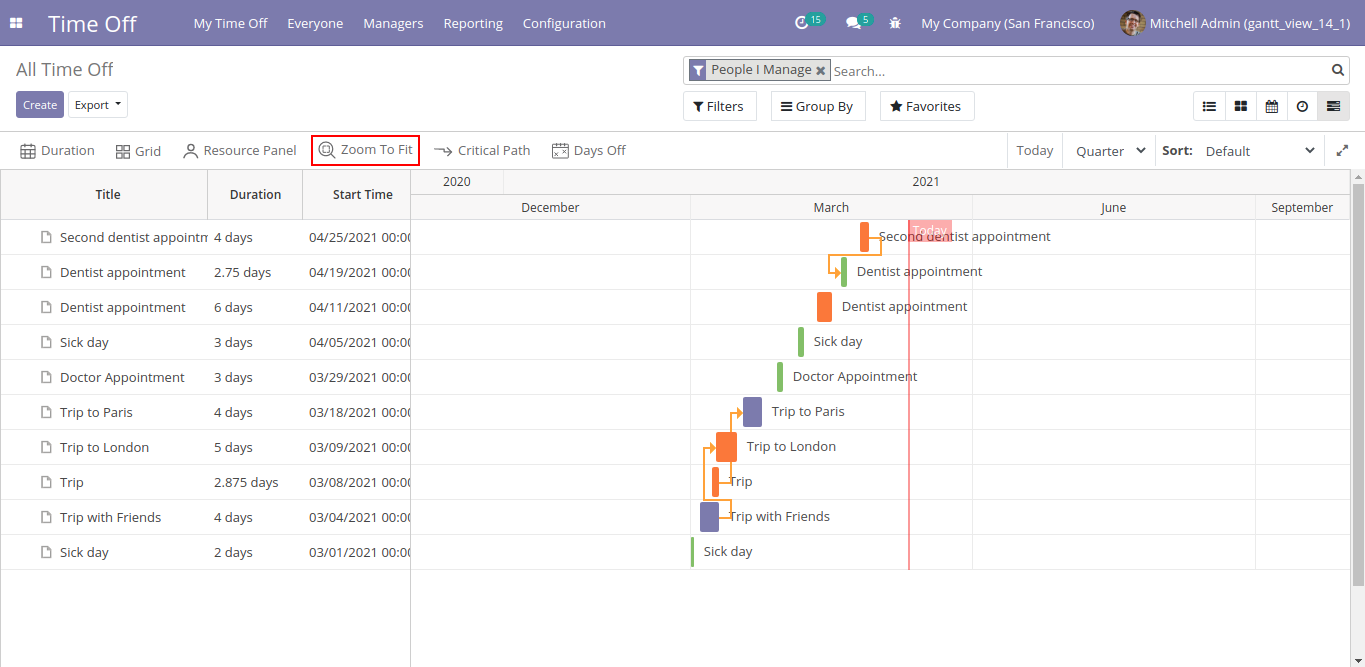 Time Off My Time Off Everyone Managers Reporting Configuration 15 5 My Company (San Francisco) Mitchell Admin (gantt_view_14_1)
All Time Off People I Manage Search...
Create Export Filters Group By Favorites
Duration Grid Resource Panel Zoom To Fit Critical Path Days Off Today Quarter Sort: Default
Title Duration Start Time 2020 2021
December March June September
Second dentist appointm 4 days 04/25/2021 00:00 Second dentist appointment Today
Dentist appointment 2.75 days 04/19/2021 00:00 Dentist appointment
Dentist appointment 6 days 04/11/2021 00:00 Dentist appointment
Sick day 3 days 04/05/2021 00:00 Sick day
Doctor Appointment 3 days 03/29/2021 00:00 Doctor Appointment
Trip to Paris 4 days 03/18/2021 00:00 Trip to Paris
Trip to London 5 days 03/09/2021 00:00 Trip to London
Trip 2.875 days 03/08/2021 00:00 Trip
Trip with Friends 4 days 03/04/2021 00:00 Trip with Friends
Sick day 2 days 03/01/2021 00:00 Sick day